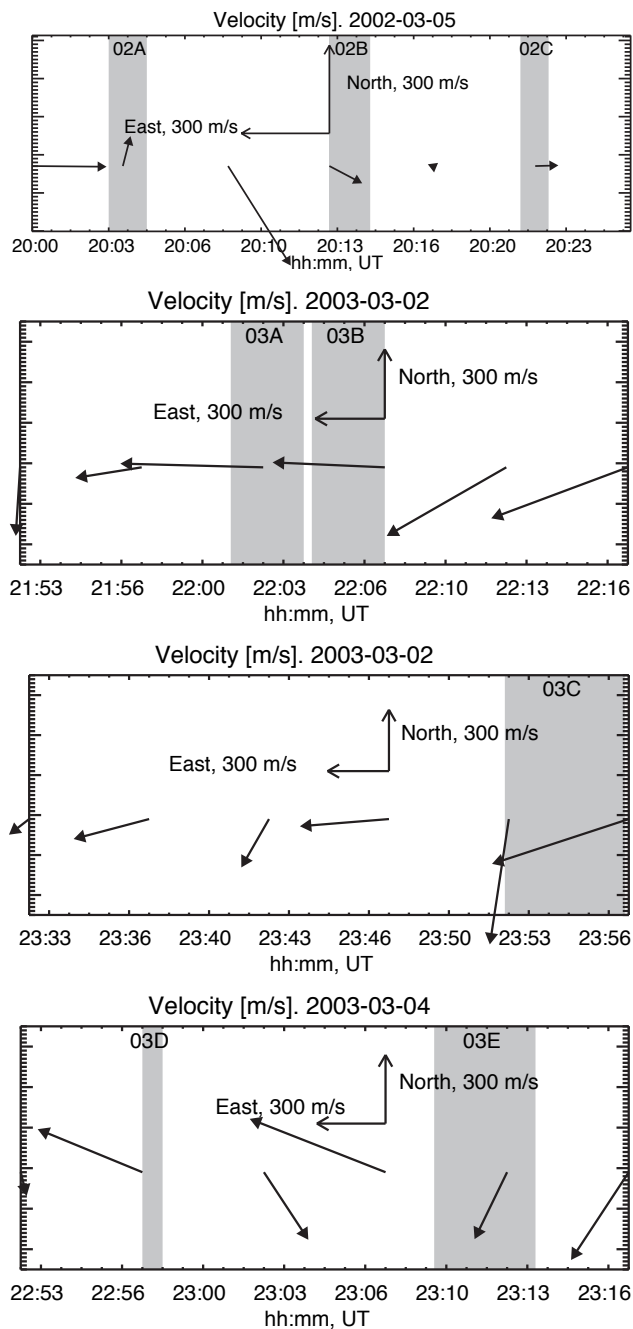 Velocity [m/s]. 2002-03-05
02A 02B 02C
North, 300 m/s
East, 300 m/s
20:00 20:03 20:06 20:10 20:13 20:16 20:20 20:23
hh:mm, UT
Velocity [m/s]. 2003-03-02
03A 03B
North, 300 m/s
East, 300 m/s
21:53 21:56 22:00 22:03 22:06 22:10 22:13 22:16
hh:mm, UT
Velocity [m/s]. 2003-03-02
03C
North, 300 m/s
East, 300 m/s
23:33 23:36 23:40 23:43 23:46 23:50 23:53 23:56
hh:mm, UT
Velocity [m/s]. 2003-03-04
03D 03E
North, 300 m/s
East, 300 m/s
22:53 22:56 23:00 23:03 23:06 23:10 23:13 23:16
hh:mm, UT